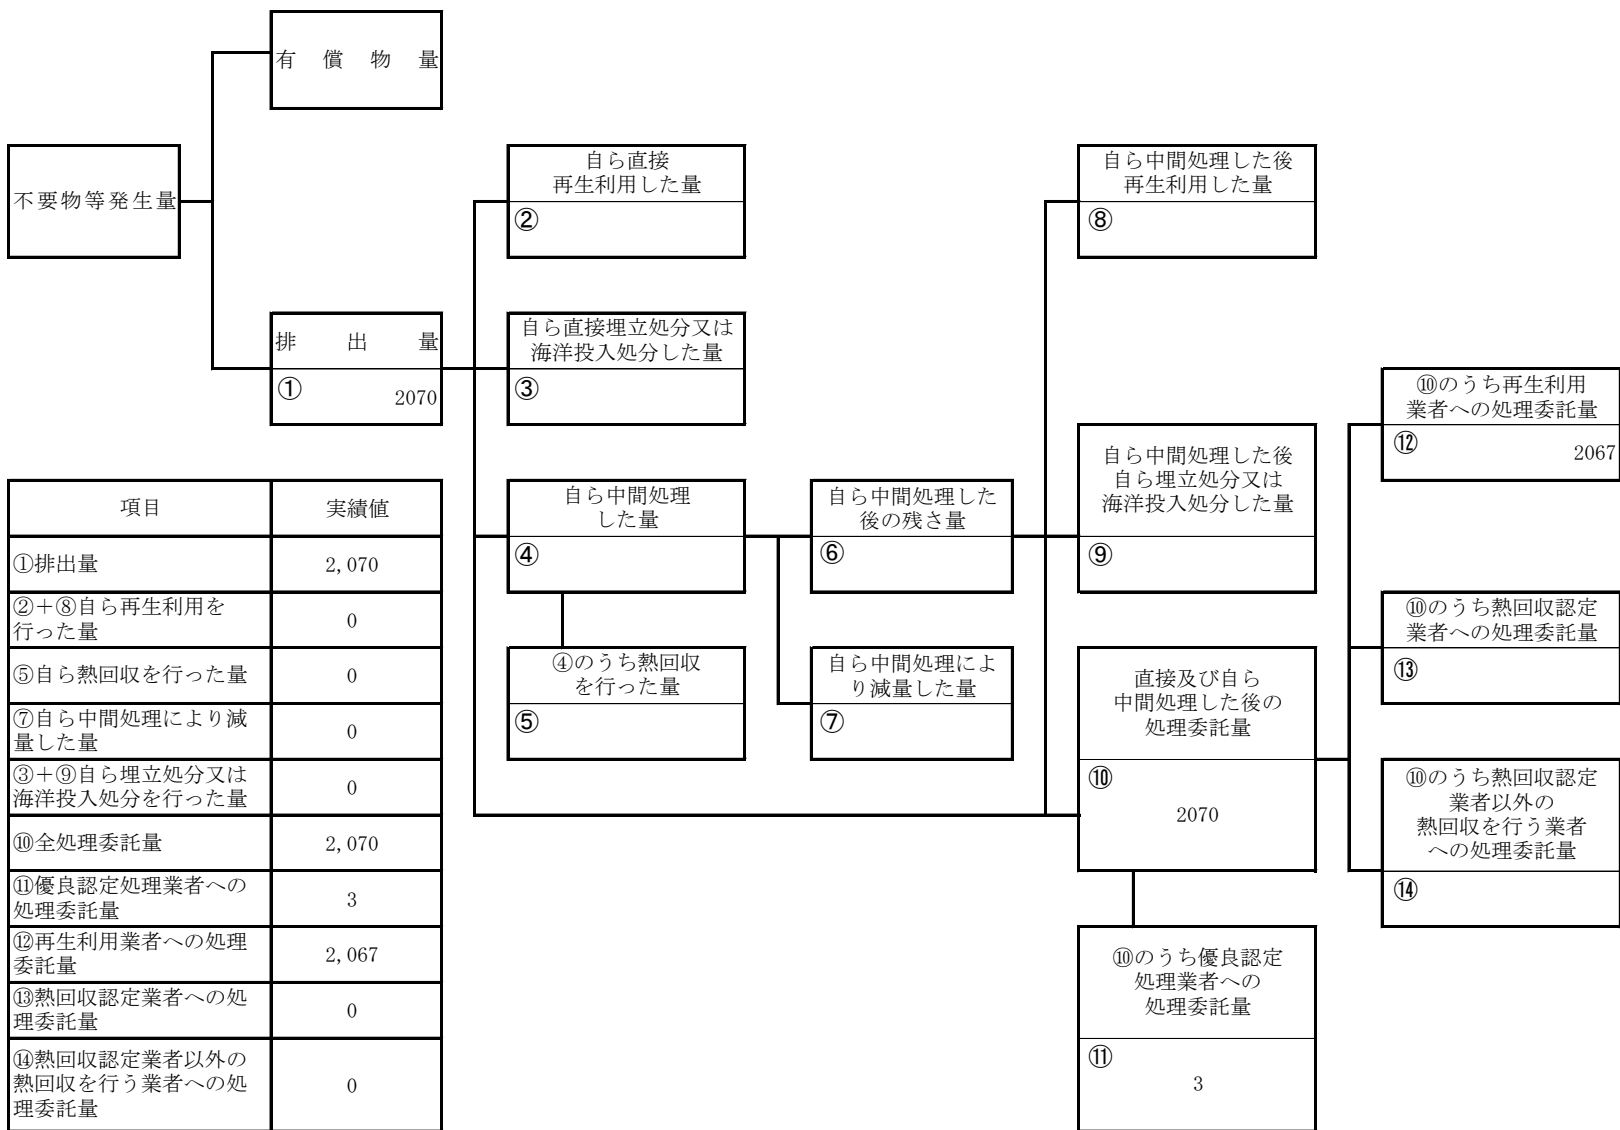 有償物量
不要物等発生量
排出量
①
2070
自ら直接
再生利用した量
②
自ら直接埋立処分又は
海洋投入処分した量
③
自ら中間処理
した量
④
④のうち熱回収
を行った量
⑤
自ら中間処理した
後の残さ量
⑥
自ら中間処理によ
り減量した量
⑦
自ら中間処理した後
再生利用した量
⑧
自ら中間処理した後
自ら埋立処分又は
海洋投入処分した量
⑨
直接及び自ら
中間処理した後の
処理委託量
⑩
2070
⑩のうち優良認定
処理業者への
処理委託量
⑪
3
⑩のうち再生利用
業者への処理委託量
⑫
2067
⑩のうち熱回収認定
業者への処理委託量
⑬
⑩のうち熱回収認定
業者以外の
熱回収を行う業者
への処理委託量
⑭
項目 実績値
①排出量 2,070
②+⑧自ら再生利用を
行った量 0
⑤自ら熱回収を行った量 0
⑦自ら中間処理により減
量した量 0
③+⑨自ら埋立処分又は
海洋投入処分を行った量 0
⑩全処理委託量 2,070
⑪優良認定処理業者への
処理委託量 3
⑫再生利用業者への処理
委託量 2,067
⑬熱回収認定業者への処
理委託量 0
⑭熱回収認定業者以外の
熱回収を行う業者への処
理委託量 0